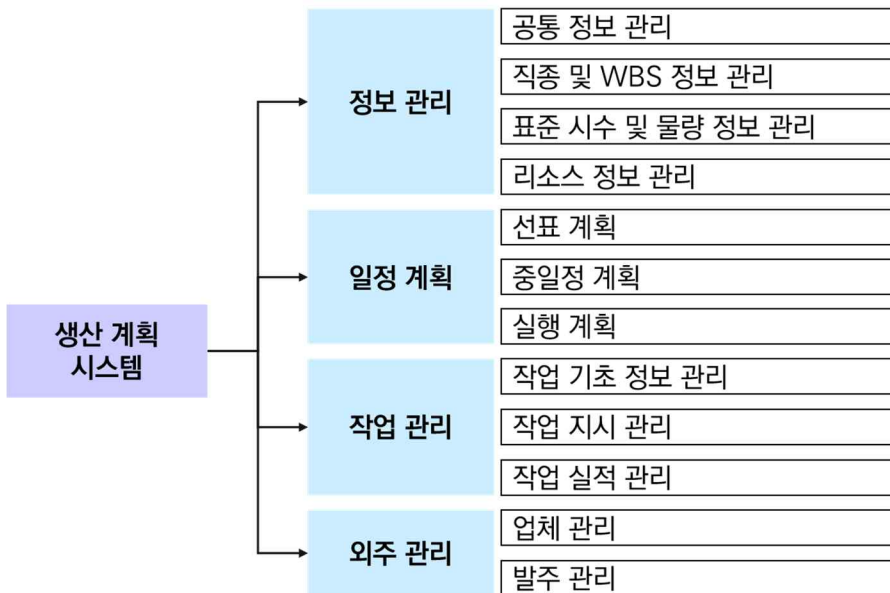 생산 계획
시스템
정보 관리
공통 정보 관리
직종 및 WBS 정보 관리
표준 시수 및 물량 정보 관리
리소스 정보 관리
일정 계획
선표 계획
중일정 계획
실행 계획
작업 관리
작업 기초 정보 관리
작업 지시 관리
작업 실적 관리
외주 관리
업체 관리
발주 관리